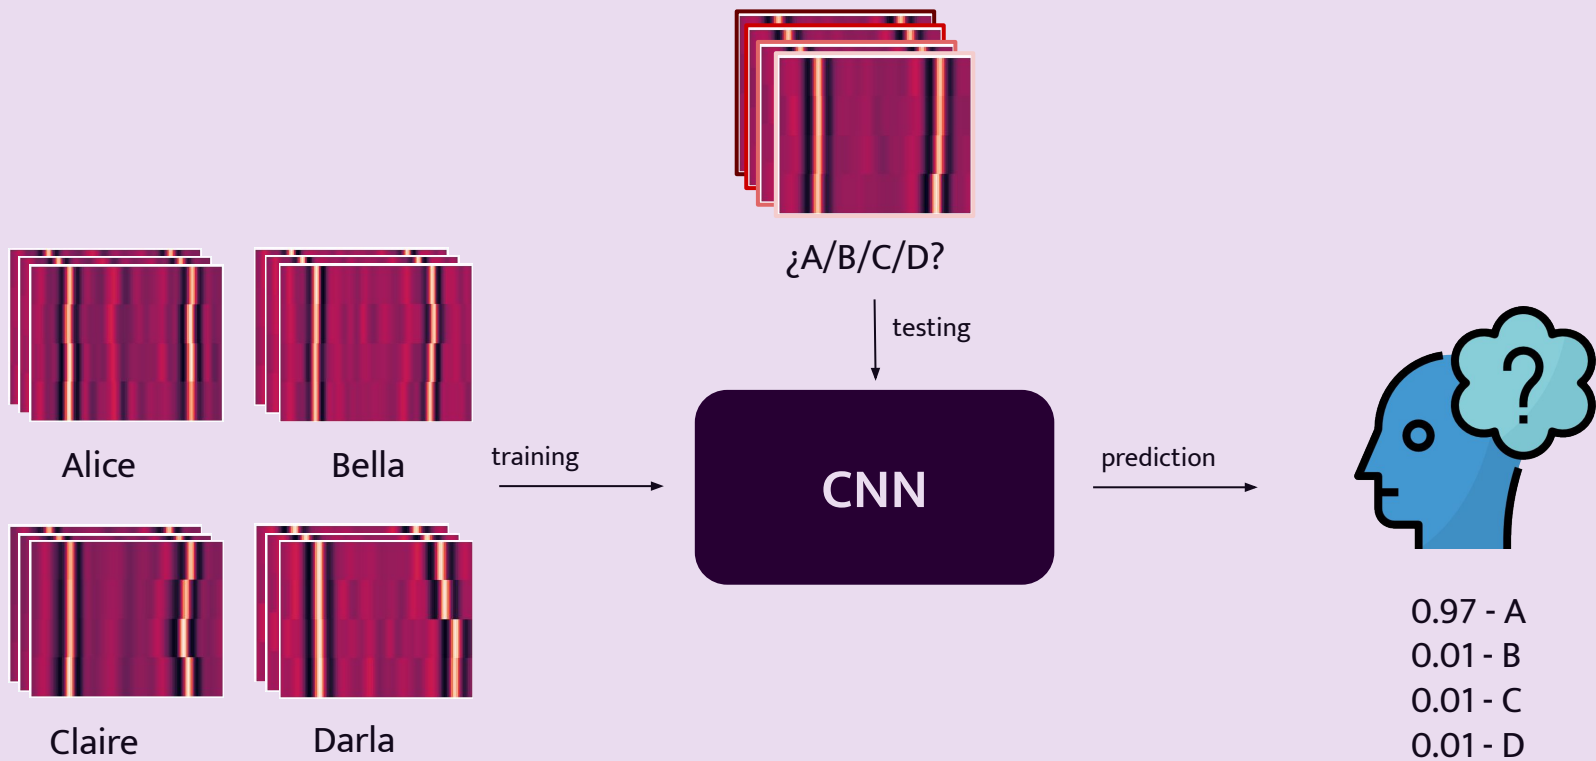 ¿A/B/C/D?
testing
Alice
Bella
training
CNN
prediction
?
Claire
Darla
0.97 - A
0.01 - B
0.01 - C
0.01 - D